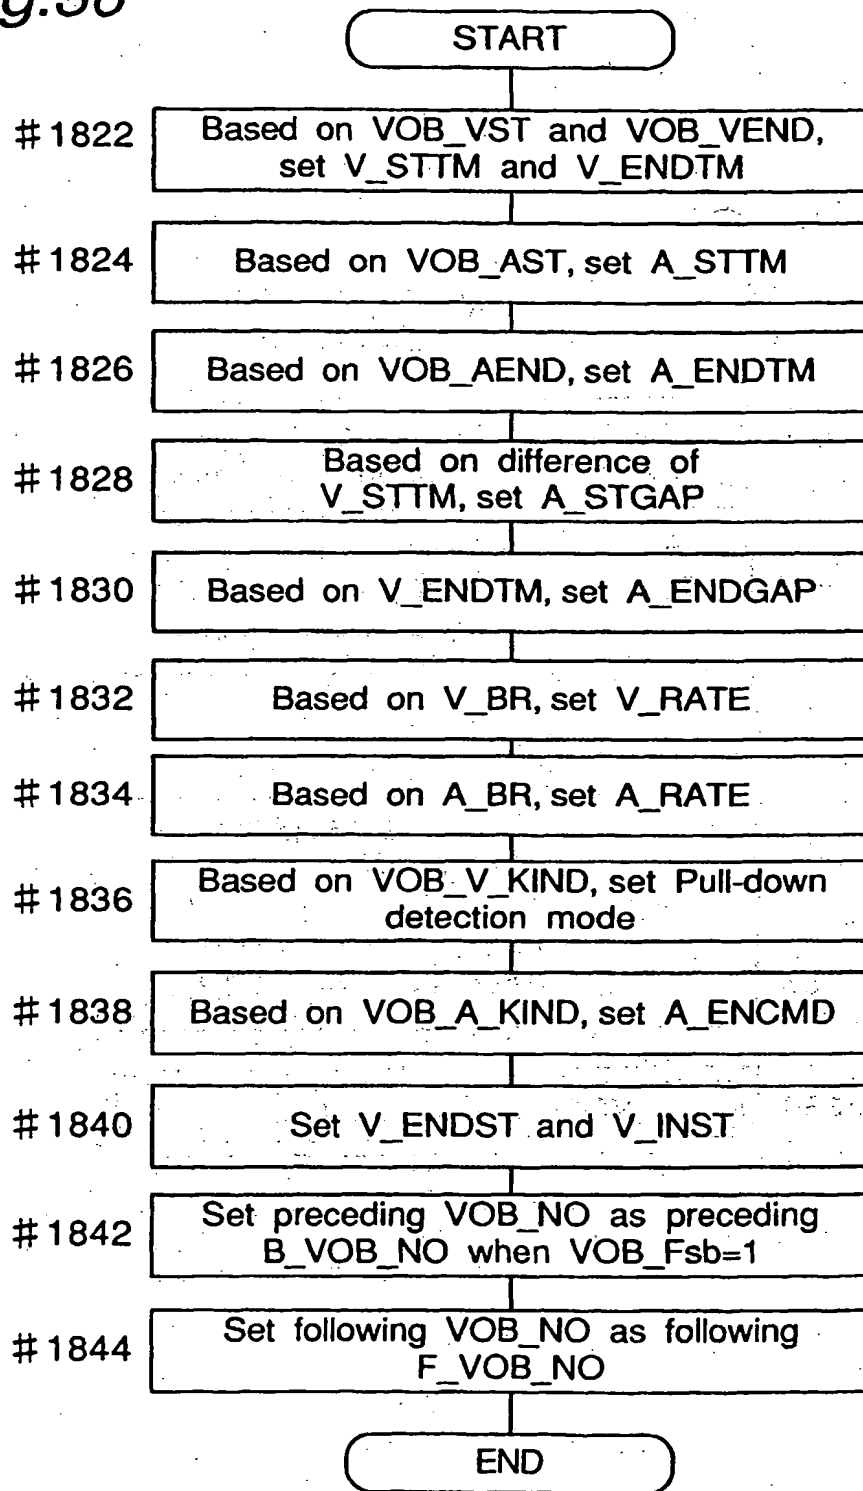 g.58
START
#1822
Based on VOB_VST and VOB_VEND,
set V_STTM and V_ENDTM
#1824
Based on VOB_AST, set A_STTM
#1826
Based on VOB_AEND, set A_ENDTM
#1828
Based on difference of
V_STTM, set A_STGAP
#1830
Based on V_ENDTM, set A_ENDGAP
#1832
Based on V_BR, set V_RATE
#1834
Based on A_BR, set A_RATE
#1836
Based on VOB_V_KIND, set Pull-down
detection mode
#1838
Based on VOB_A_KIND, set A_ENCMD
#1840
Set V_ENDST and V_INST
#1842
Set preceding VOB_NO as preceding
B_VOB_NO when VOB_Fsb=1
#1844
Set following VOB_NO as following
F_VOB_NO
END